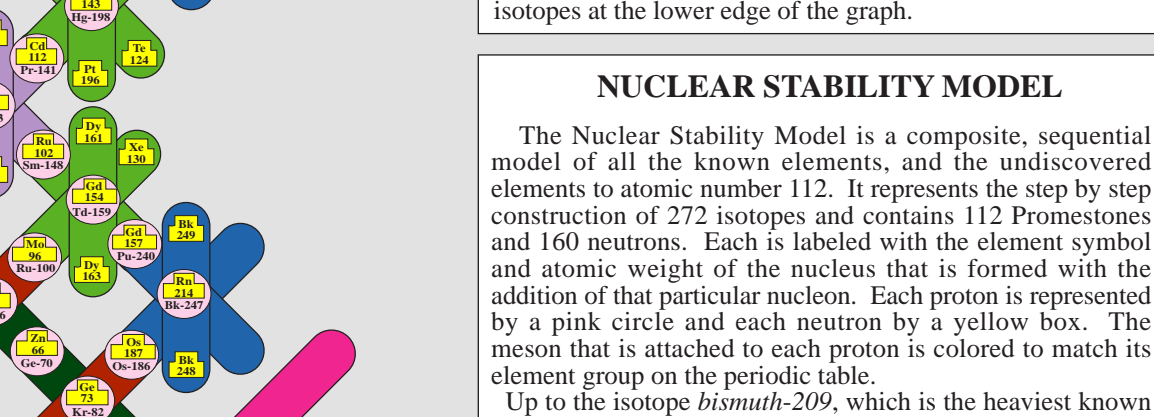 143
Hg-198
Cd
112
Pr-141
Te
124
Pt
196
Dy
161
Ru
102
Sm-148
Xe
130
Gd
154
Td-159
Mo
96
Ru-100
Gd
157
Pu-240
Dy
163
Bk
249
Rn
214
Bk-247
Zn
66
Ge-70
Os
187
Os-186
Bk
248
Ge
73
Kr-82
isotopes at the lower edge of the graph.
NUCLEAR STABILITY MODEL
The Nuclear Stability Model is a composite, sequential
model of all the known elements, and the undiscovered
elements to atomic number 112. It represents the step by step
construction of 272 isotopes and contains 112 Promestones
and 160 neutrons. Each is labeled with the element symbol
and atomic weight of the nucleus that is formed with the
addition of that particular nucleon. Each proton is represented
by a pink circle and each neutron by a yellow box. The
meson that is attached to each proton is colored to match its
element group on the periodic table.
Up to the isotope bismuth-209, which is the heaviest known